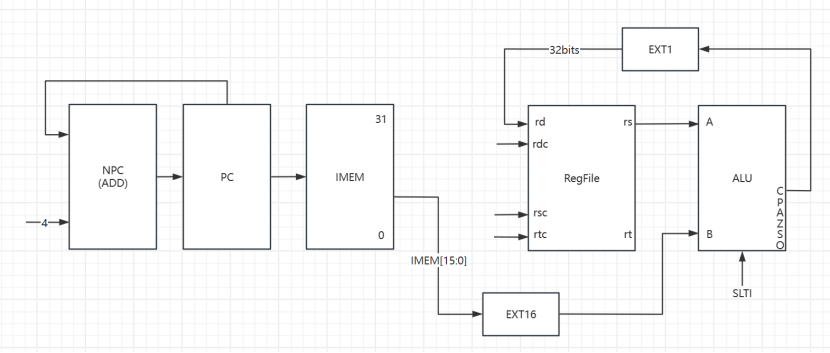 32bits
EXT1
31
rd
rs
A
rdc
NPC
(ADD)
PC
IMEM
RegFile
ALU
C
P
A
Z
S
O
rsc
4
rtc
rt
B
0
IMEM[15:0]
SLTI
EXT16